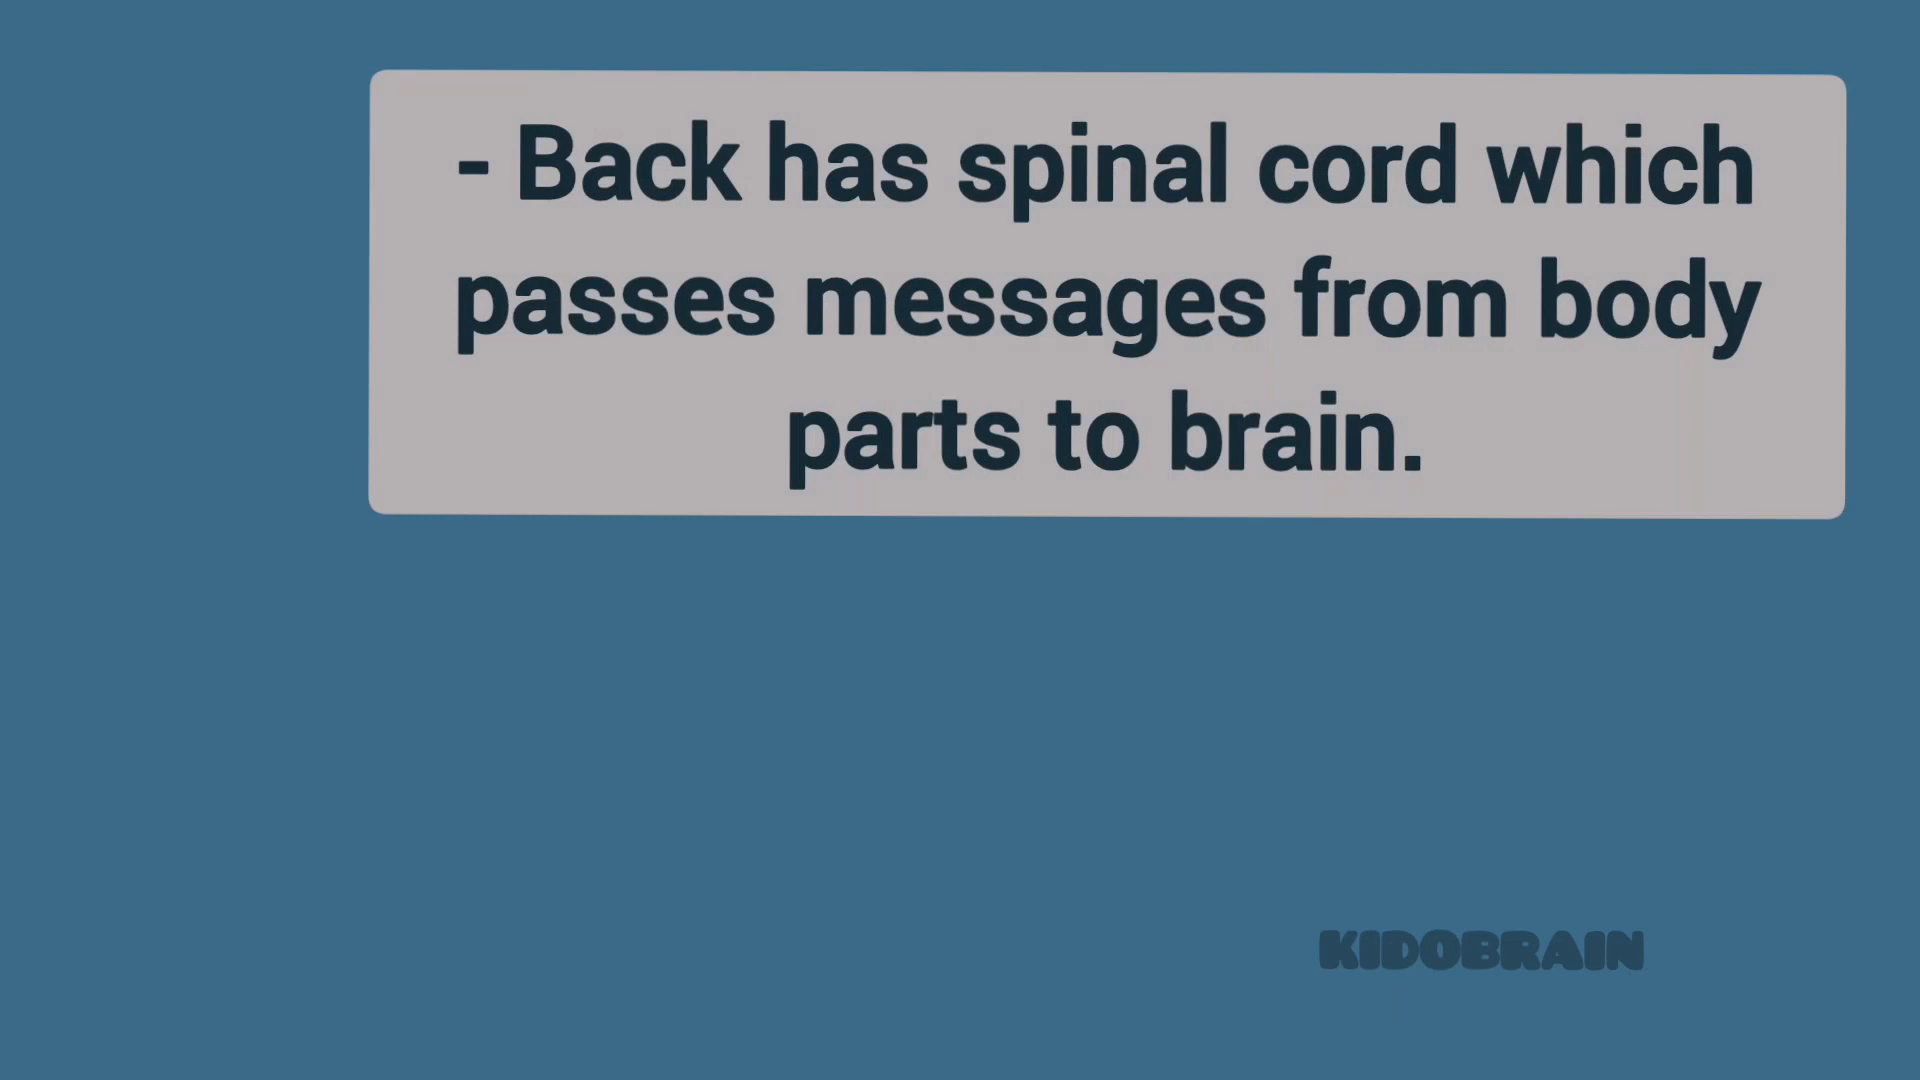 - Back has spinal cord which
passes messages from body
parts to brain.
KIDOBRAIN